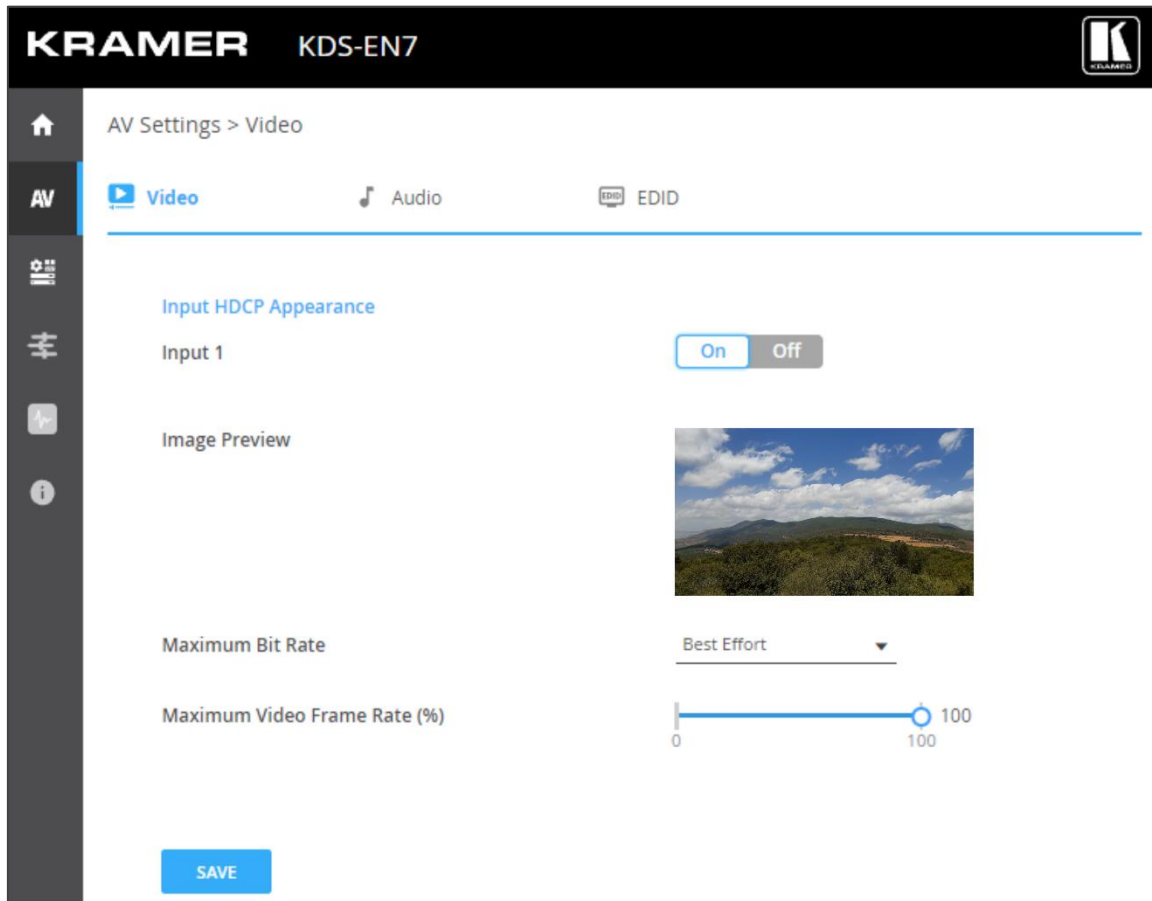 KRAMER KDS-EN7
KRAMER
AV Settings > Video
AV
Video Audio EDID EDID
Input HDCP Appearance
Input 1 On Off
Image Preview
Maximum Bit Rate Best Effort
Maximum Video Frame Rate (%) 100
0 100
SAVE